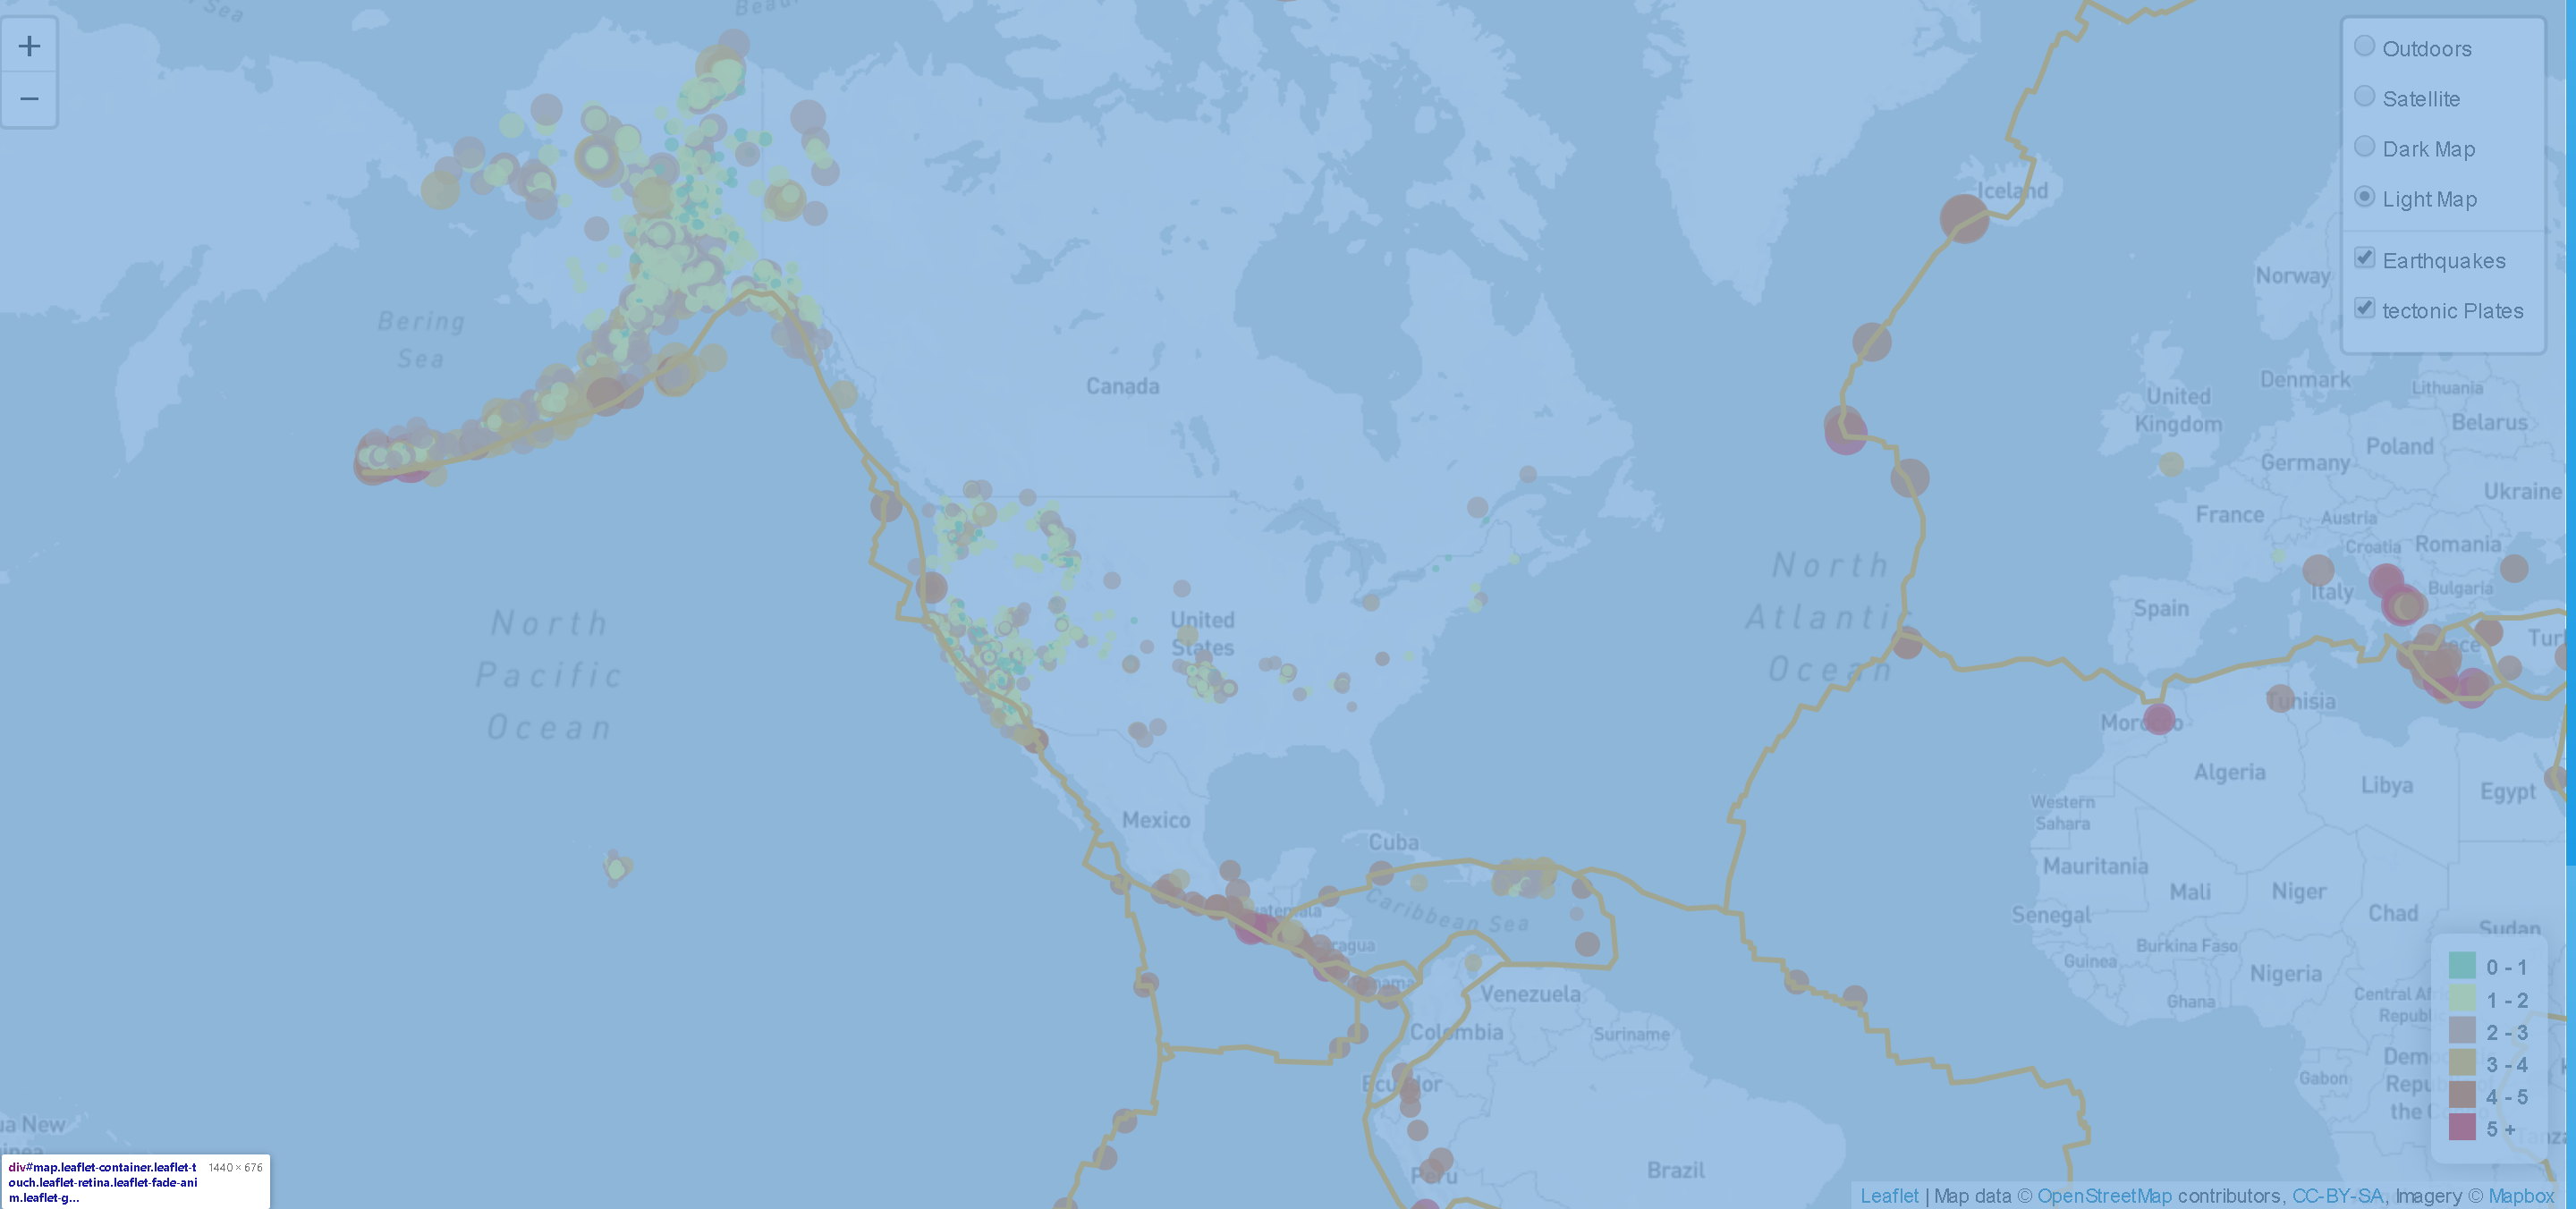 +
−
Outdoors
Satellite
Dark Map
Light Map
Earthquakes
tectonic Plates
Sea
Iceland
Norway
Bering
Sea
Canada
Denmark
Lithuania
United
Kingdom
Belarus
Poland
Germany
Ukraine
France
Austria
Croatia
Romania
Italy
Bulgaria
Spain
North
Atlantic
Ocean
North
Pacific
Ocean
United
States
Tunisia
Algeria
Libya
Egypt
Western
Sahara
Mexico
Cuba
Mauritania
Mali
Niger
Chad
Senegal
Sudan
Caribbean Sea
Burkina Faso
Guinea
Nigeria
Ghana
Venezuela
Colombia
Suriname
Gabon
Peru
Brazil
0 - 1
1 - 2
2 - 3
3 - 4
4 - 5
5 +
div#map.leaflet-container.leaflet-t 1440 × 676
ouch.leaflet-retina.leaflet-fade-ani
m.leaflet-g...
Leaflet | Map data © OpenStreetMap contributors, CC-BY-SA, Imagery © Mapbox